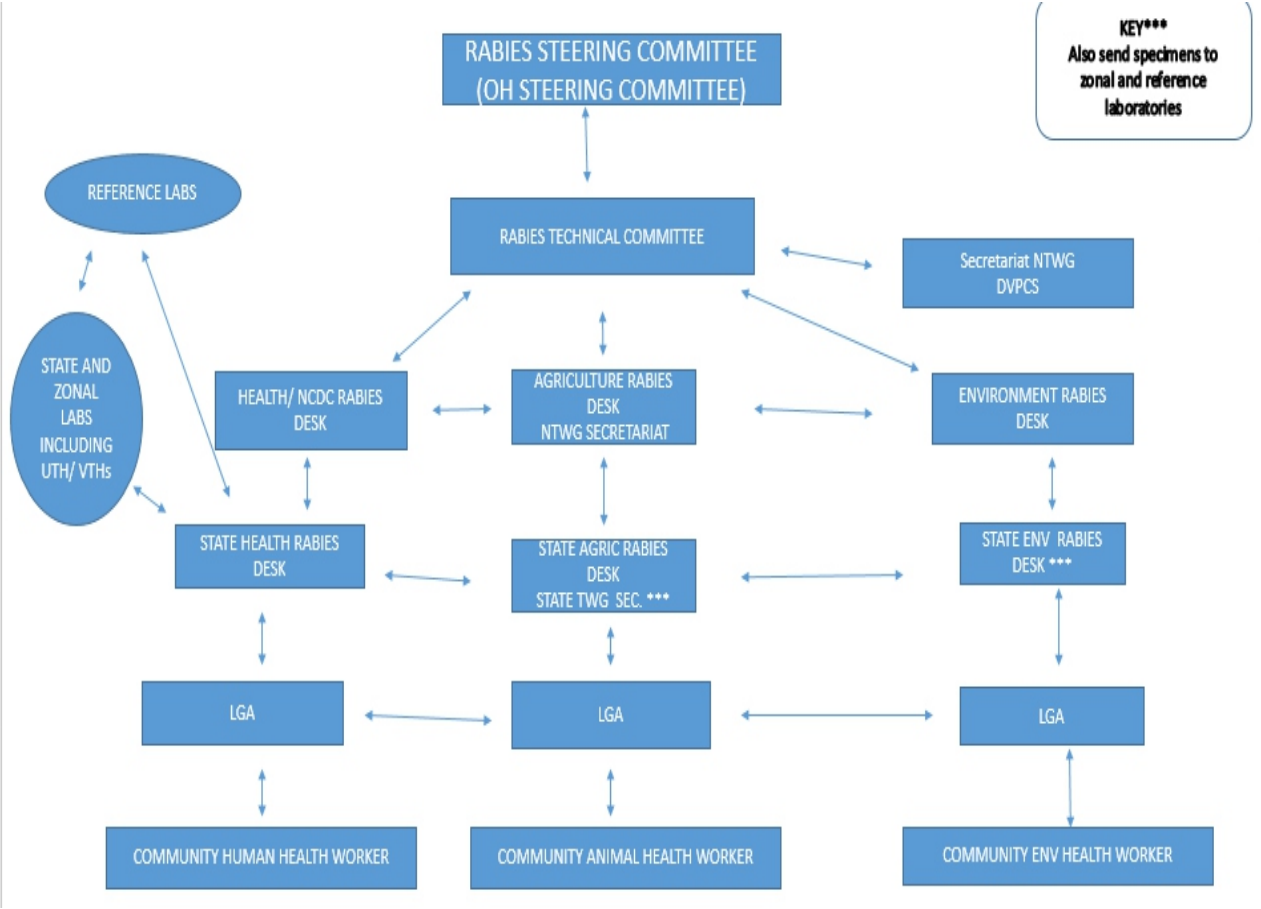 RABIES STEERING COMMITTEE
(OH STEERING COMMITTEE)
KEY***
Also send specimens to
zonal and reference
laboratories
REFERENCE LABS
RABIES TECHNICAL COMMITTEE
Secretariat NTWG
DVPCS
STATE AND
ZONAL
LABS
INCLUDING
UTH/ VTHs
HEALTH/ NCDC RABIES
DESK
AGRICULTURE RABIES
DESK
NTWG SECRETARIAT
ENVIRONMENT RABIES
DESK
STATE HEALTH RABIES
DESK
STATE AGRIC RABIES
DESK
STATE TWG SEC. ***
STATE ENV RABIES
DESK ***
LGA
LGA
LGA
COMMUNITY HUMAN HEALTH WORKER
COMMUNITY ANIMAL HEALTH WORKER
COMMUNITY ENV HEALTH WORKER